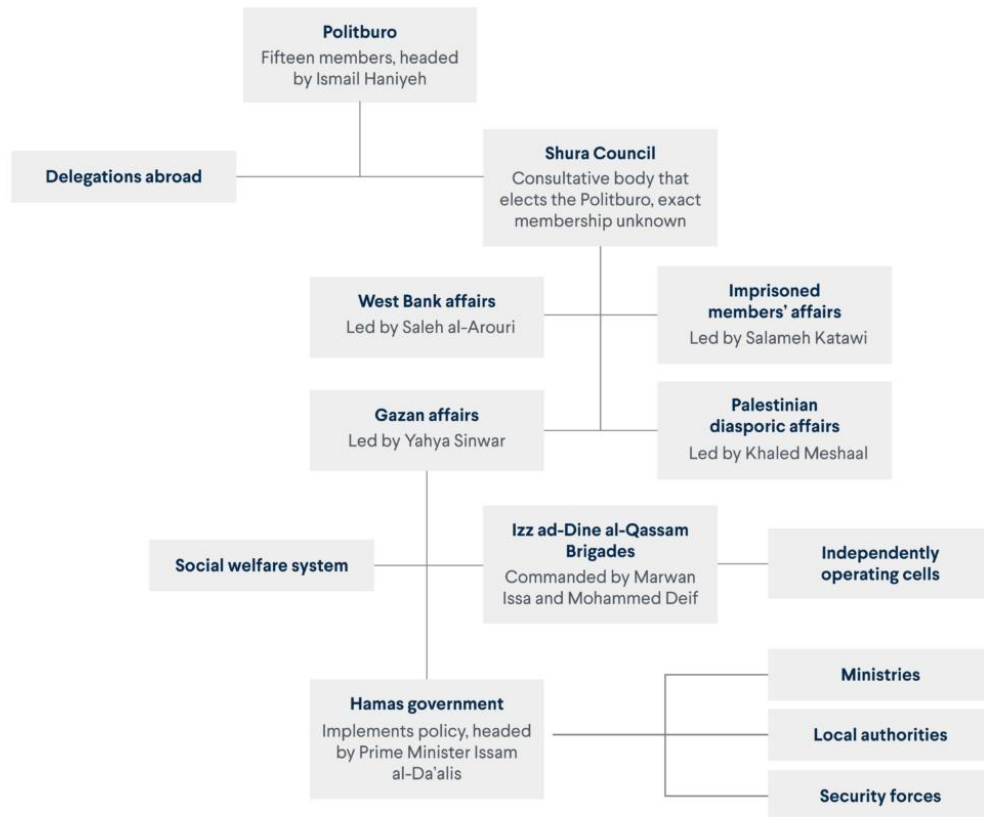 Politburo
Fifteen members, headed
by Ismail Haniyeh
Delegations abroad
Shura Council
Consultative body that
elects the Politburo, exact
membership unknown
West Bank affairs
Led by Saleh al-Arouri
Imprisoned
members’ affairs
Led by Salameh Katawi
Gazan affairs
Led by Yahya Sinwar
Palestinian
diasporic affairs
Led by Khaled Meshaal
Social welfare system
Izz ad-Dine al-Qassam
Brigades
Commanded by Marwan
Issa and Mohammed Deif
Independently
operating cells
Hamas government
Implements policy, headed
by Prime Minister Issam
al-Da’alis
Ministries
Local authorities
Security forces